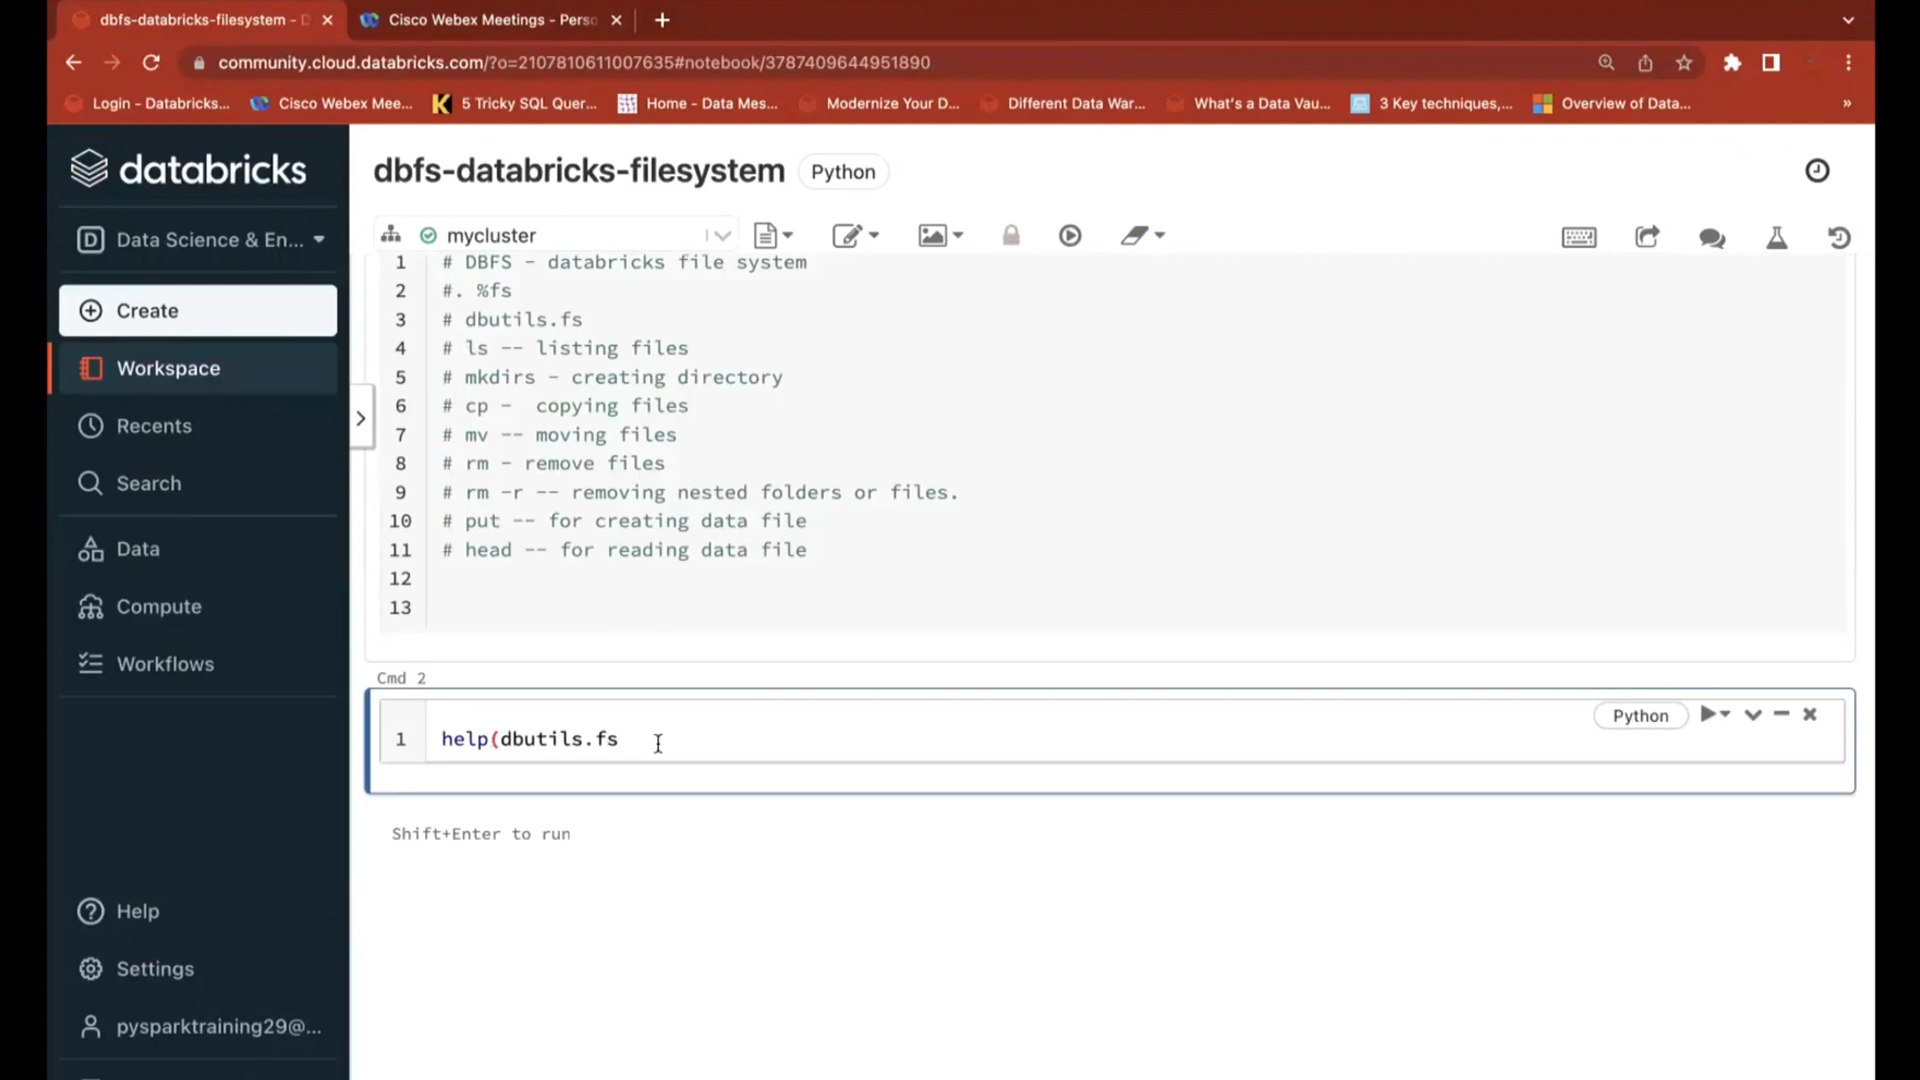 dbfs-databricks-filesystem - D
Cisco Webex Meetings - Perso
community.cloud.databricks.com/?o=2107810611007635#notebook/3787409644951890
Login - Databricks...
Cisco Webex Mee...
5 Tricky SQL Quer...
Home - Data Mes...
Modernize Your D...
Different Data War...
What's a Data Vau...
3 Key techniques,...
Overview of Data...
»
databricks
D Data Science & En...
Create
Workspace
Recents
Search
Data
Compute
Workflows
Help
Settings
pysparktraining29@...
dbfs-databricks-filesystem Python
mycluster
1 # DBFS - databricks file system
2 #. %fs
3 # dbutils.fs
4 # ls -- listing files
5 # mkdirs - creating directory
6 # cp -  copying files
7 # mv -- moving files
8 # rm - remove files
9 # rm -r -- removing nested folders or files.
10 # put -- for creating data file
11 # head -- for reading data file
12
13
Cmd 2
Python
1 help(dbutils.fs
Shift+Enter to run